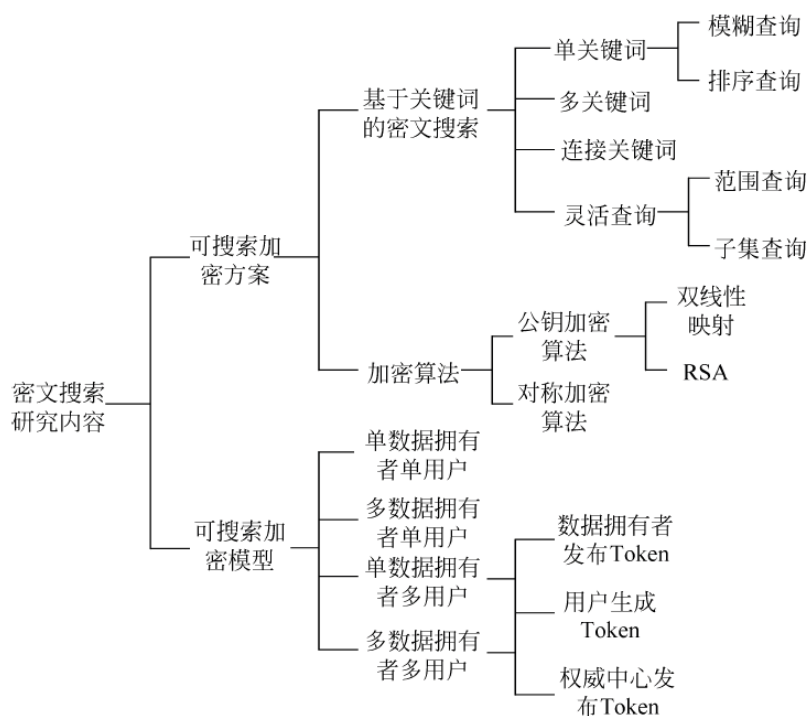 密文搜索
研究内容
可搜索加
密方案
基于关键词
的密文搜索
单关键词
模糊查询
排序查询
多关键词
连接关键词
灵活查询
范围查询
子集查询
加密算法
公钥加密
算法
双线性
映射
RSA
对称加密
算法
可搜索加
密模型
单数据拥有
者单用户
多数据拥有
者单用户
单数据拥有
者多用户
多数据拥有
者多用户
数据拥有者
发布Token
用户生成
Token
权威中心发
布Token